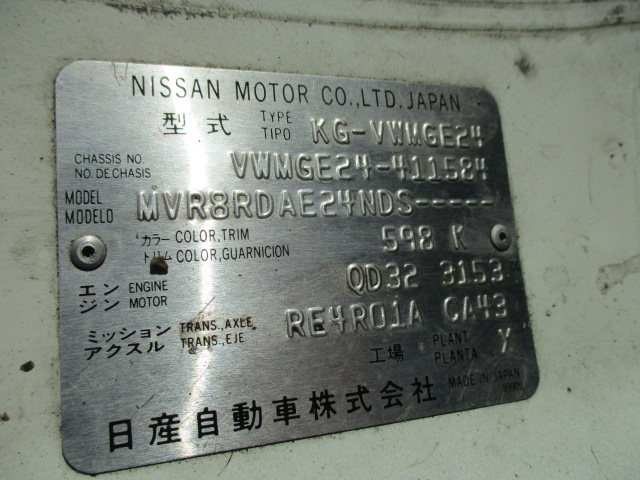 NISSAN MOTOR CO.,LTD. JAPAN
型式 TYPE TIPO KG-VWMGE24
CHASSIS NO. NO. DE CHASIS VWMGE24-411584
MODEL MODELO MVR8RDAE24NDS-----
カラー COLOR, TRIM
トリム COLOR, GUARNICION 598 K
エンジン ENGINE MOTOR QD32 3153
ミッション TRANS., AXLE
アクスル TRANS., EJE RE4R01A CA43
工場 PLANT PLANTA Y
日産自動車株式会社 MADE IN JAPAN